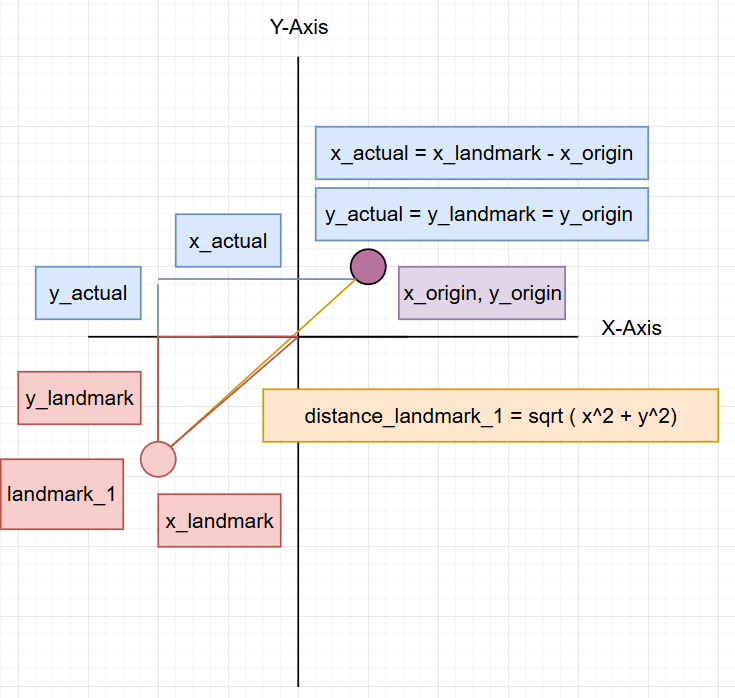 Y-Axis
x_actual = x_landmark - x_origin
y_actual = y_landmark = y_origin
x_actual
y_actual
x_origin, y_origin
X-Axis
y_landmark
distance_landmark_1 = sqrt ( x^2 + y^2)
landmark_1
x_landmark